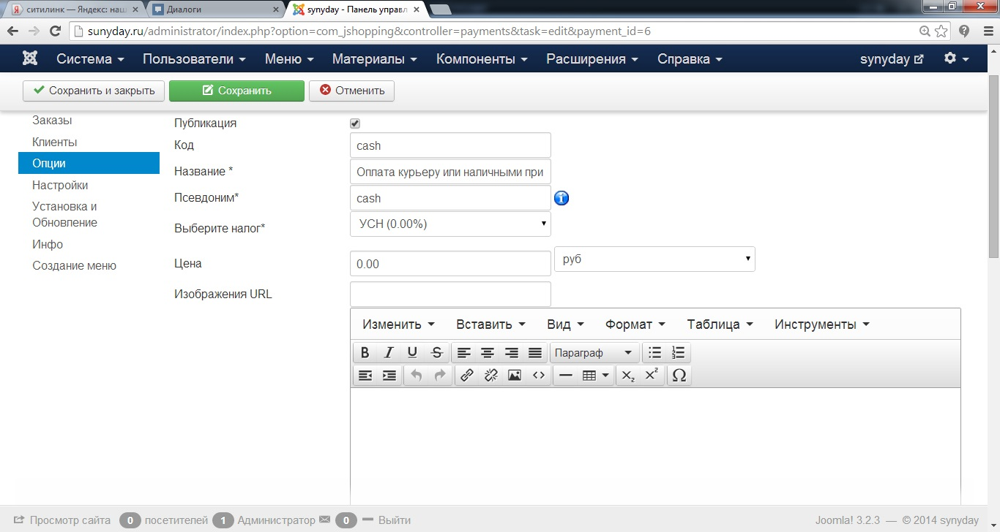 ситилинк — Яндекс: наш
Диалоги
synyday - Панель управл
sunyday.ru/administrator/index.php?option=com_jshopping&controller=payments&task=edit&payment_id=6
Система Пользователи Меню Материалы Компоненты Расширения Справка synyday
Сохранить и закрыть Сохранить Отменить
Заказы
Клиенты
Опции
Настройки
Установка и
Обновление
Инфо
Создание меню
Публикация
Код cash
Название * Оплата курьеру или наличными при
Псевдоним* cash
Выберите налог* УСН (0.00%)
Цена 0.00 руб
Изображения URL
Изменить Вставить Вид Формат Таблица Инструменты
Параграф
Просмотр сайта 0 посетителей 1 Администратор 0 Выйти
Joomla! 3.2.3 — © 2014 synyday